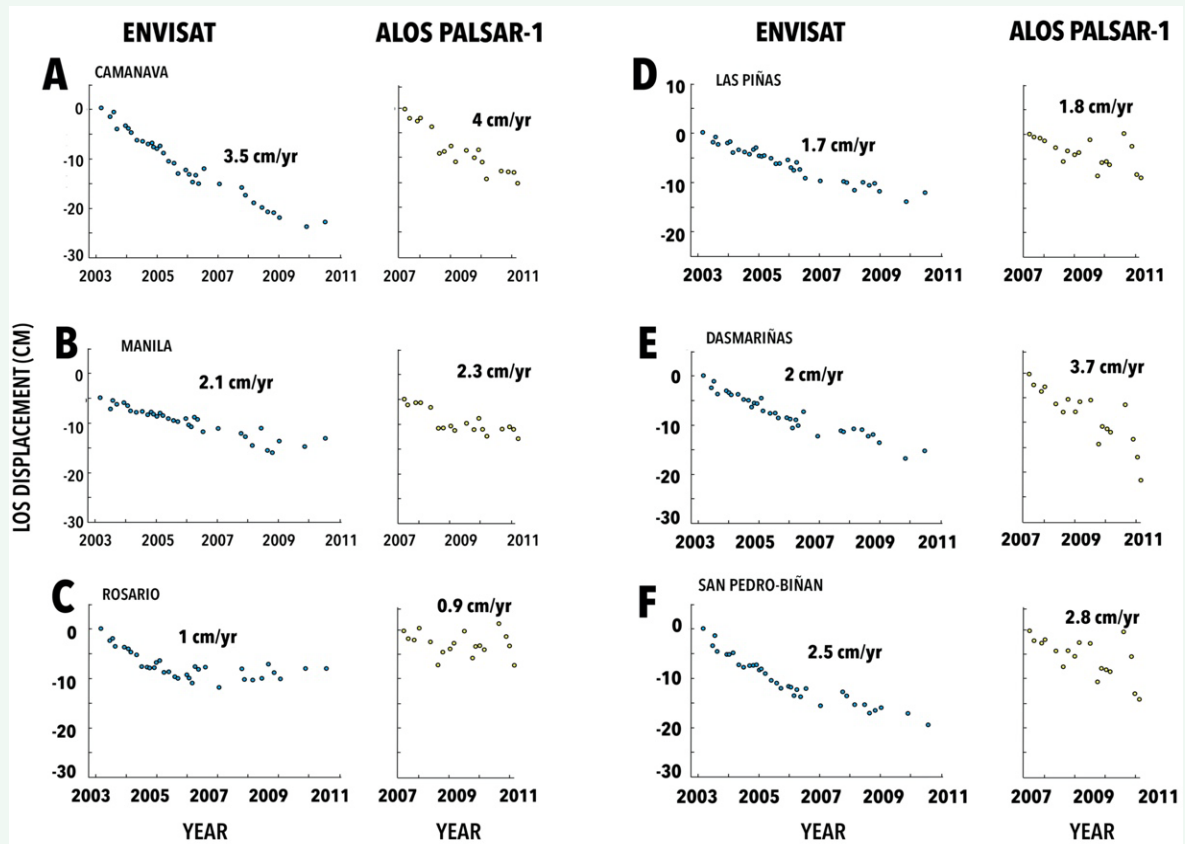 ENVISAT
ALOS PALSAR-1
ENVISAT
ALOS PALSAR-1
LOS DISPLACEMENT (CM)
A
CAMANAVA
0
-10
-20
-30
3.5 cm/yr
2003 2005 2007 2009 2011
4 cm/yr
2007 2009 2011
B
MANILA
0
-10
-20
-30
2.1 cm/yr
2003 2005 2007 2009 2011
2.3 cm/yr
2007 2009 2011
C
ROSARIO
0
-10
-20
-30
1 cm/yr
2003 2005 2007 2009 2011
YEAR
0.9 cm/yr
2007 2009 2011
YEAR
D
LAS PIÑAS
10
0
-10
-20
1.7 cm/yr
2003 2005 2007 2009 2011
1.8 cm/yr
2007 2009 2011
E
DASMARIÑAS
0
-10
-20
-30
2 cm/yr
2003 2005 2007 2009 2011
3.7 cm/yr
2007 2009 2011
F
SAN PEDRO-BIÑAN
0
-10
-20
-30
2.5 cm/yr
2003 2005 2007 2009 2011
YEAR
2.8 cm/yr
2007 2009 2011
YEAR